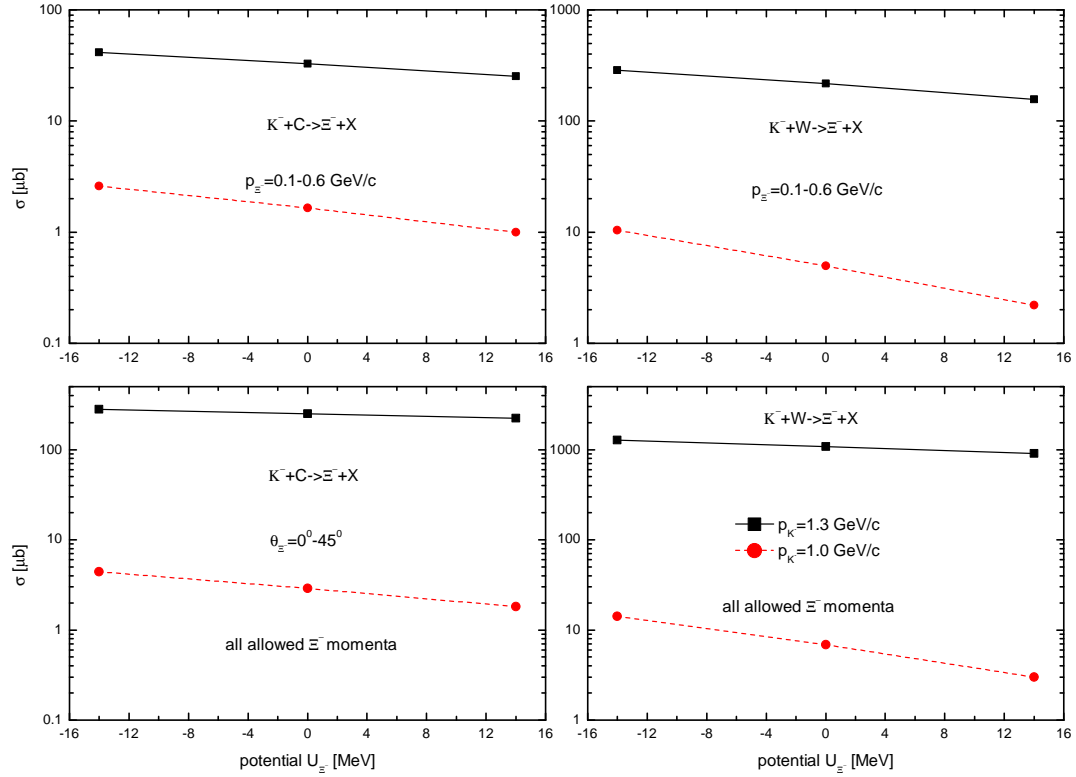 100
10
1
0.1
-16 -12 -8 -4 0 4 8 12 16
σ [μb]
K⁻+C->Ξ⁻+X
p_Ξ⁻=0.1-0.6 GeV/c
1000
100
10
1
-16 -12 -8 -4 0 4 8 12 16
K⁻+W->Ξ⁻+X
p_Ξ⁻=0.1-0.6 GeV/c
100
10
1
0.1
-16 -12 -8 -4 0 4 8 12 16
σ [μb]
K⁻+C->Ξ⁻+X
θ_Ξ⁻=0⁰-45⁰
all allowed Ξ⁻ momenta
potential U_Ξ⁻ [MeV]
1000
100
10
1
-16 -12 -8 -4 0 4 8 12 16
K⁻+W->Ξ⁻+X
p_K⁻=1.3 GeV/c
p_K⁻=1.0 GeV/c
all allowed Ξ⁻ momenta
potential U_Ξ⁻ [MeV]